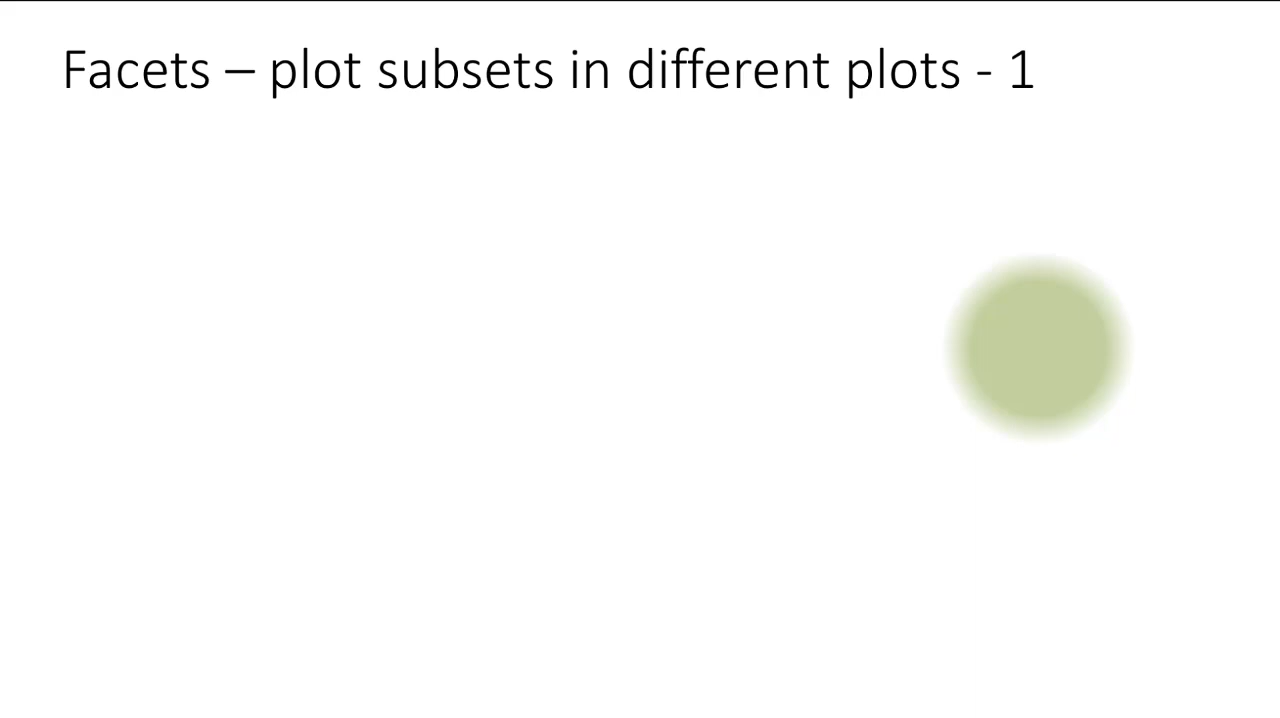 Facets – plot subsets in different plots - 1